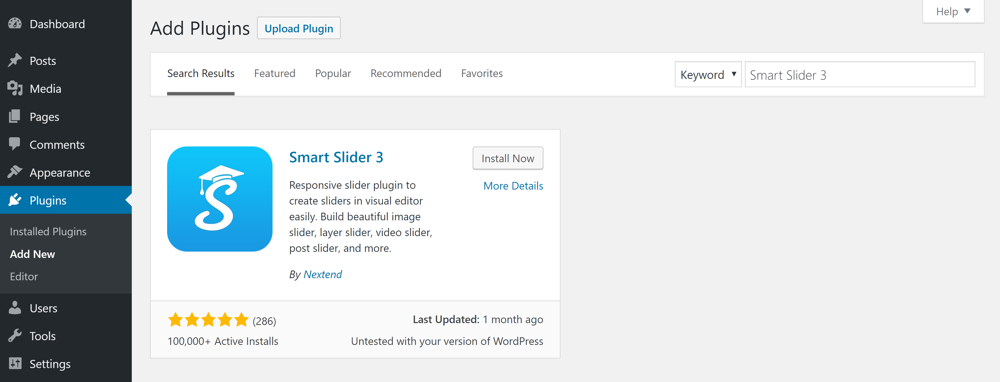 Dashboard
Posts
Media
Pages
Comments
Appearance
Plugins
Installed Plugins
Add New
Editor
Users
Tools
Settings
Help
Add Plugins
Upload Plugin
Search Results Featured Popular Recommended Favorites
Keyword
Smart Slider 3
Smart Slider 3
Install Now
More Details
Responsive slider plugin to
create sliders in visual editor
easily. Build beautiful image
slider, layer slider, video slider,
post slider, and more.
By Nextend
(286)
100,000+ Active Installs
Last Updated: 1 month ago
Untested with your version of WordPress